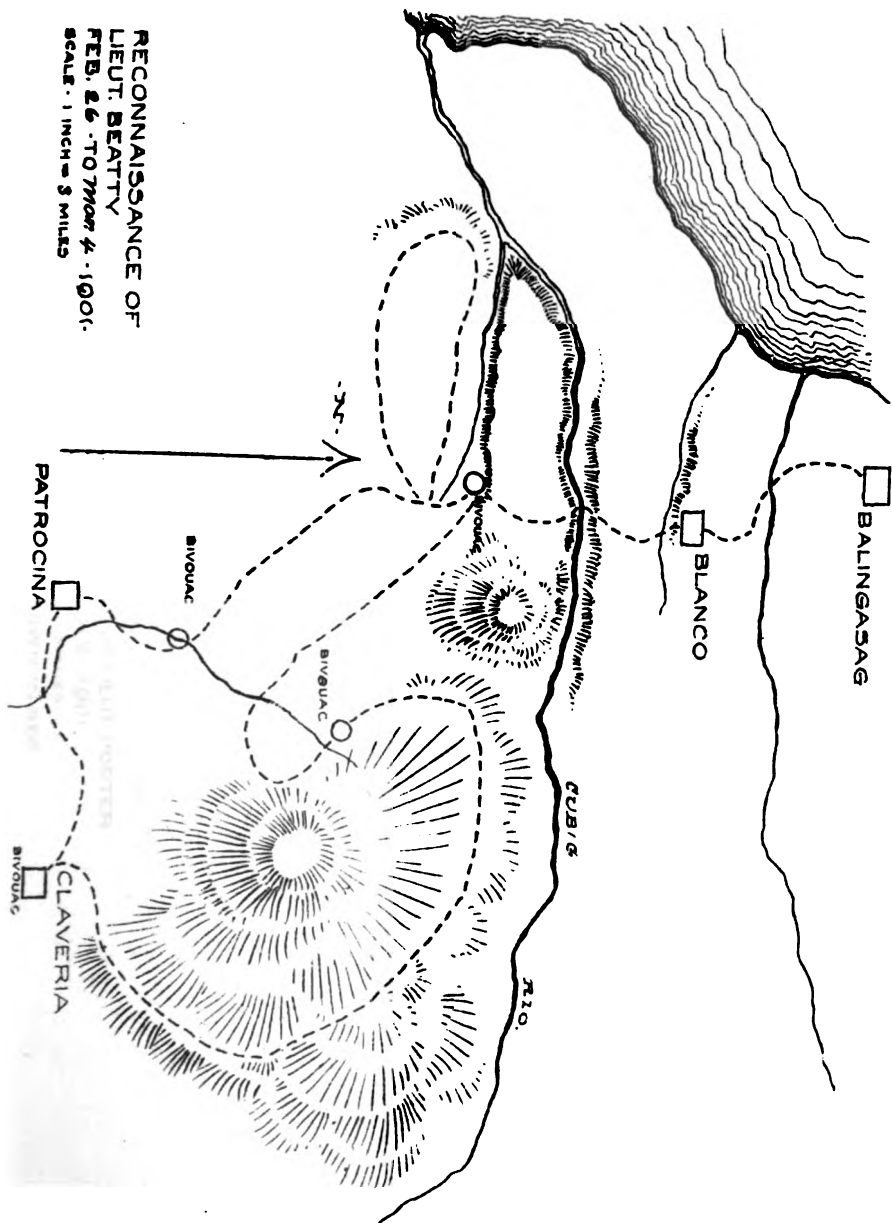 RECONNAISSANCE OF
LIEUT. BEATTY
FEB. 26 - TO MAR 4 - 1901.
SCALE - 1 INCH = 3 MILES
N.
BALINGASAG
BLANCO
BIVOUAC
CUBIG
RIO.
BIVOUAC
BIVOUAC
PATROCINA
CLAVERIA
BIVOUAC